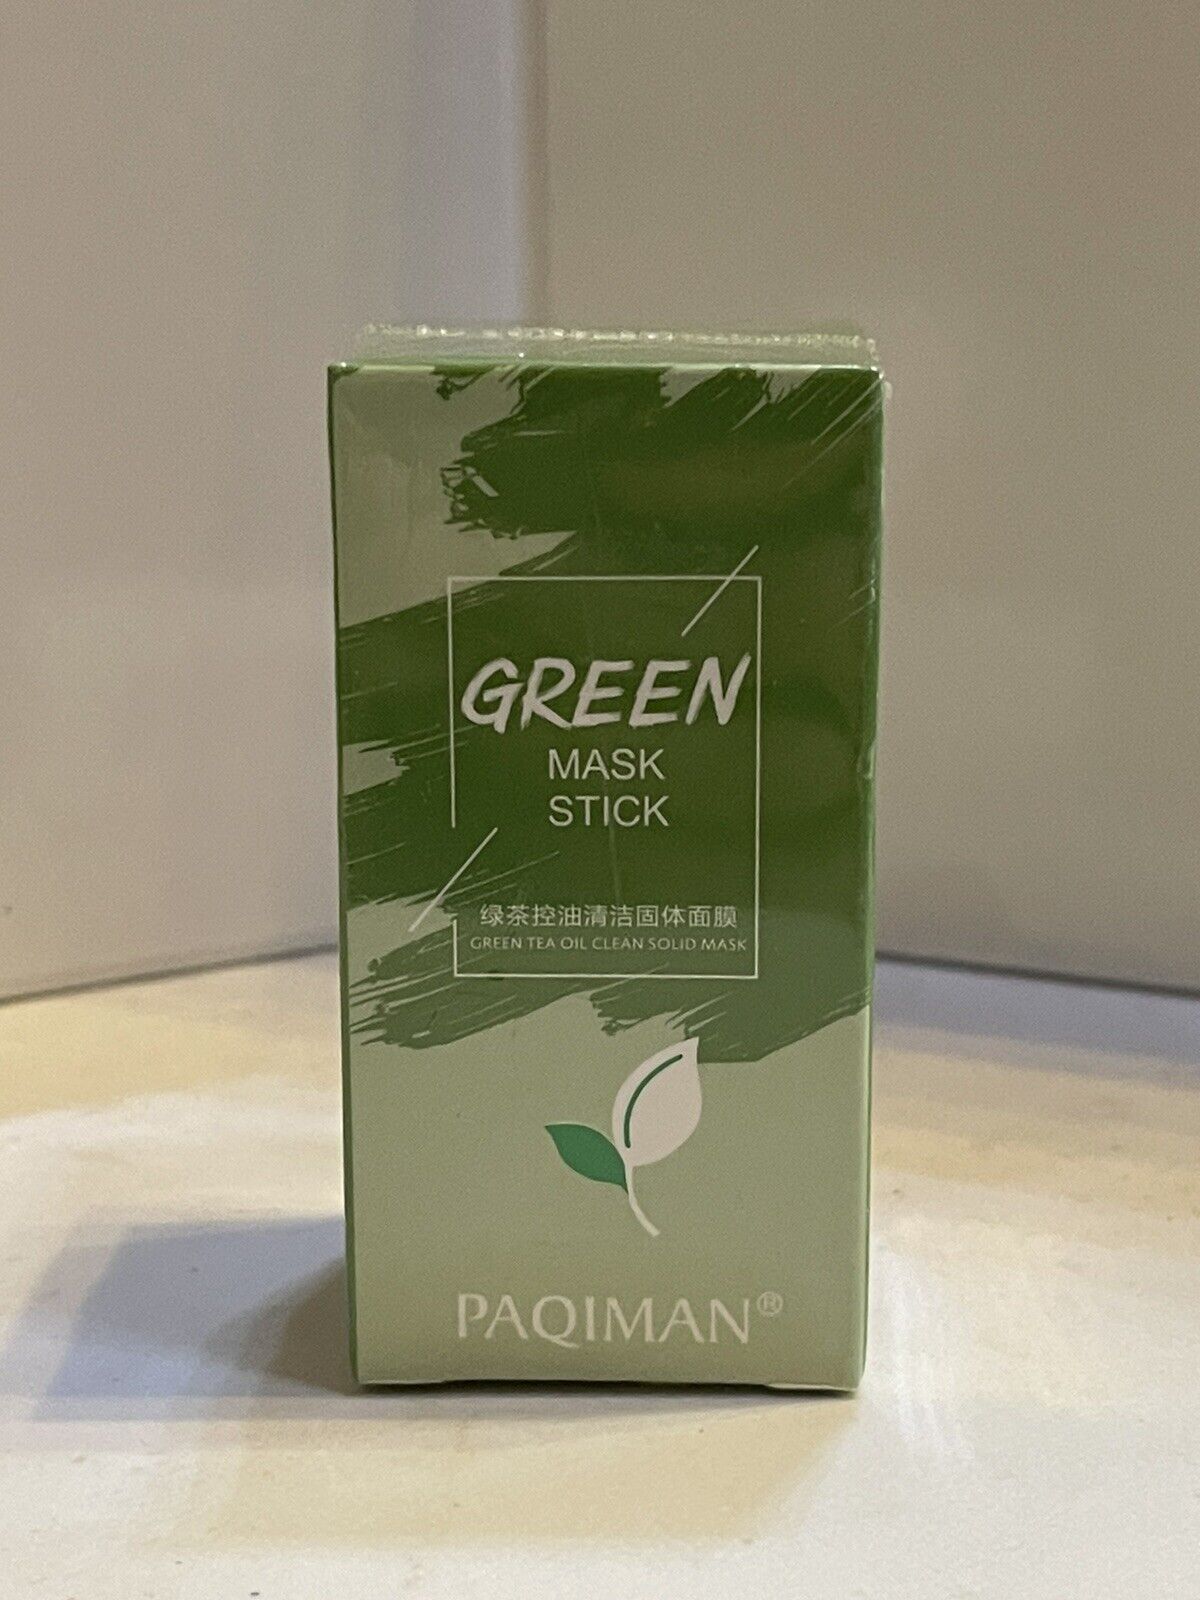 GREEN
MASK
STICK
绿茶控油清洁固体面膜
GREEN TEA OIL CLEAN SOLID MASK
PAQIMAN®